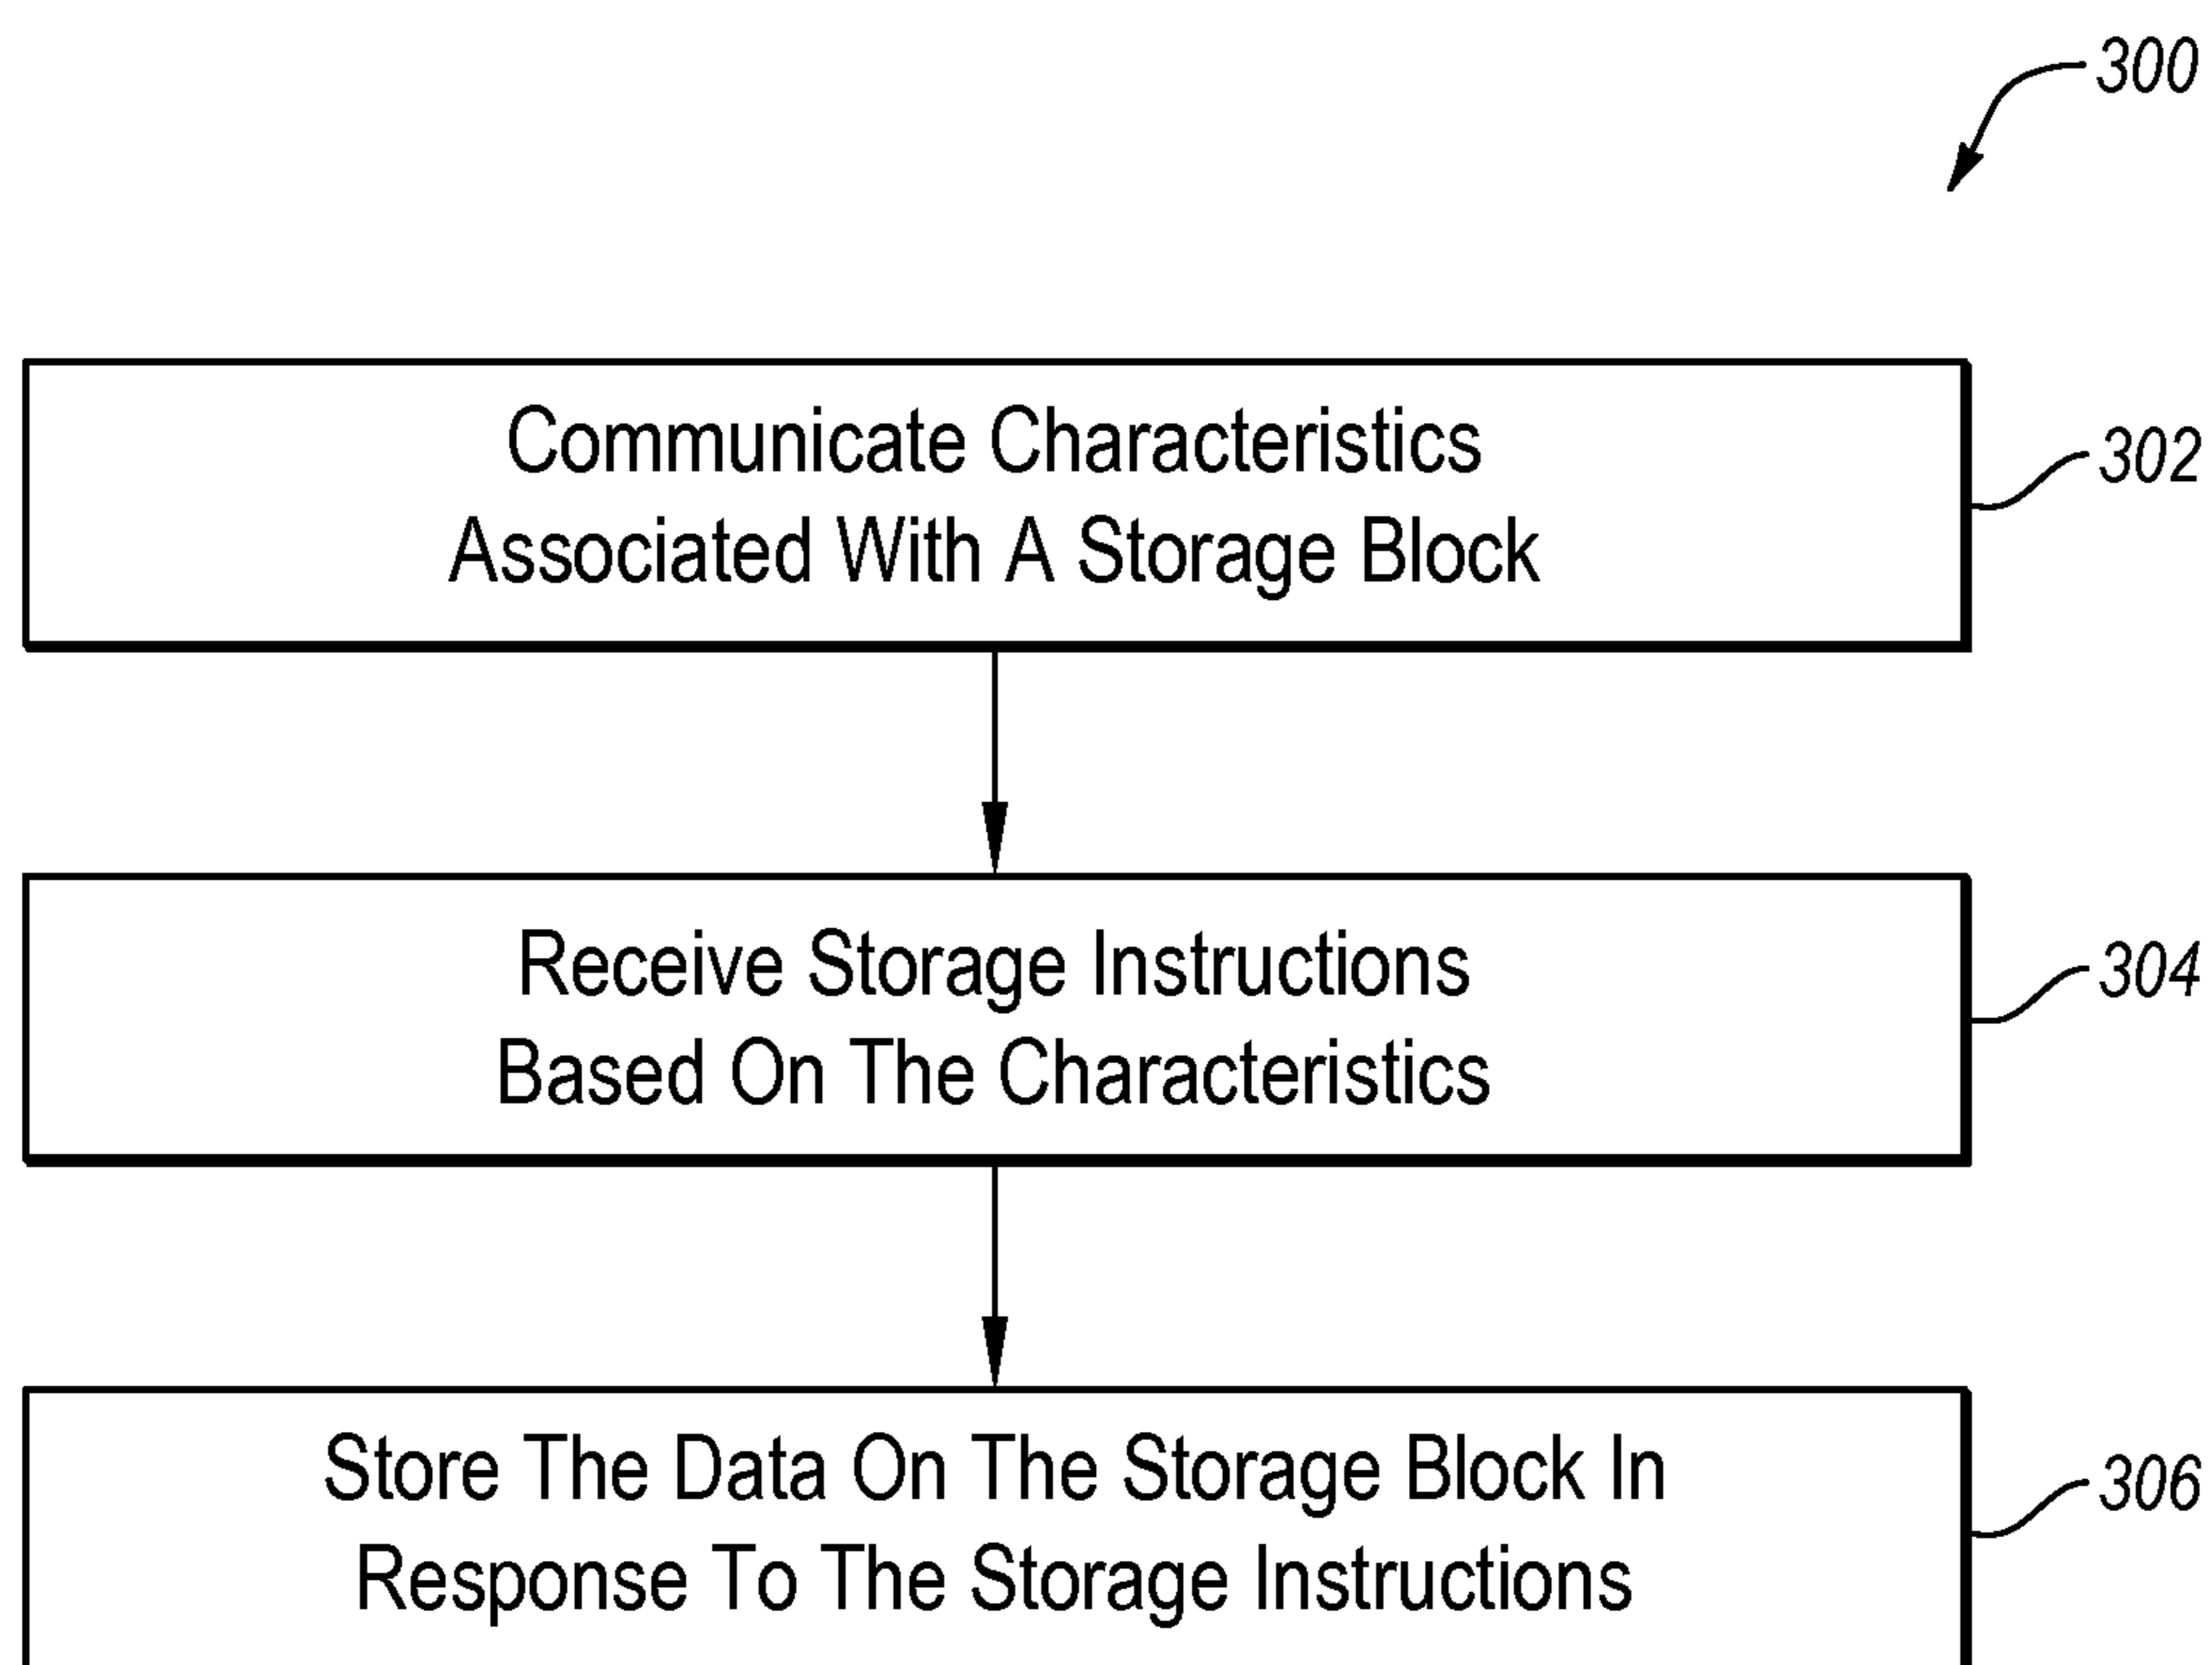 300
Communicate Characteristics
Associated With A Storage Block
302
Receive Storage Instructions
Based On The Characteristics
304
Store The Data On The Storage Block In
Response To The Storage Instructions
306